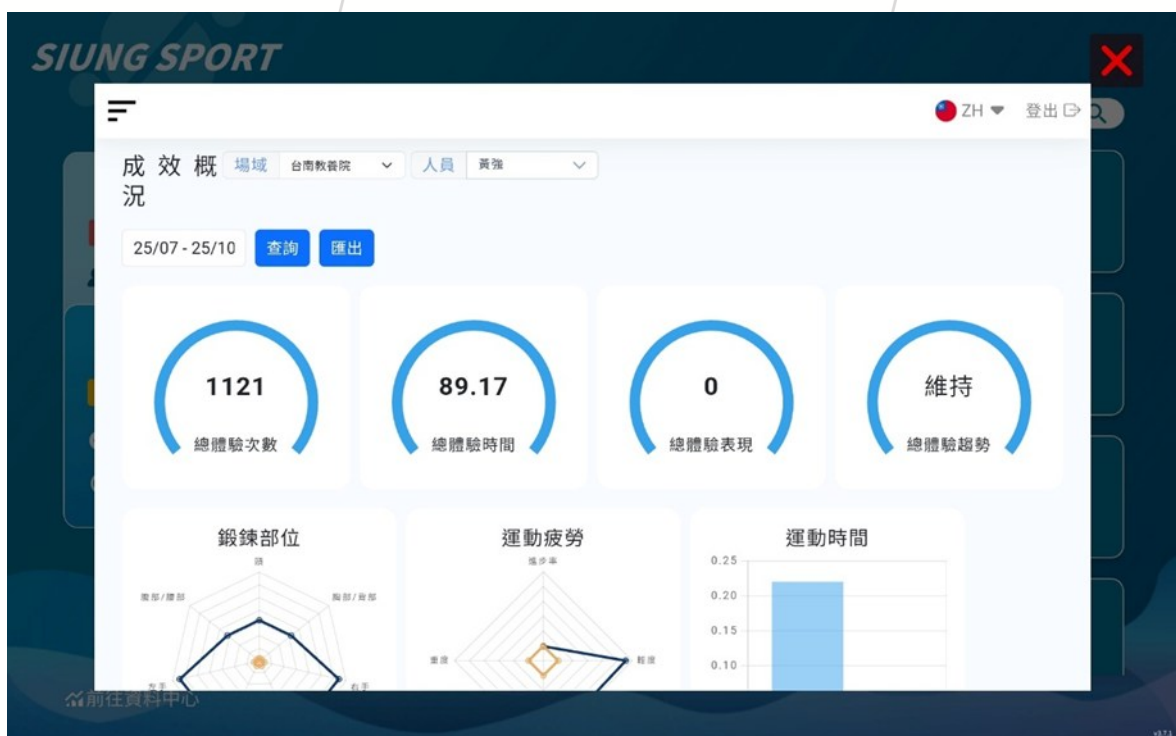 SIUNG SPORT
ZH
登出
成效概況
場域 台南教養院
人員 黃強
25/07 - 25/10
查詢
匯出
1121
總體驗次數
89.17
總體驗時間
0
總體驗表現
維持
總體驗趨勢
鍛鍊部位
頭
腹部/腰部
胸部/背部
左手
右手
運動疲勞
進步率
重度
輕度
運動時間
0.25
0.20
0.15
0.10
前往資料中心